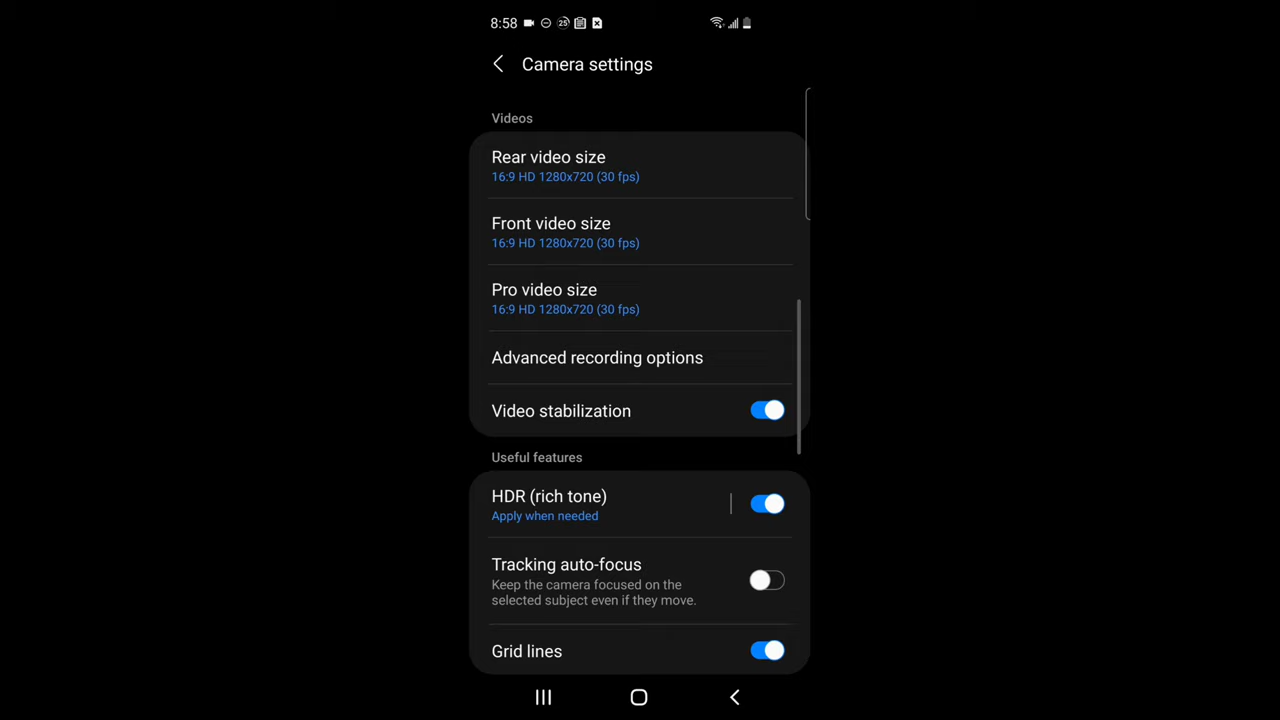 8:58
25
Camera settings
Videos
Rear video size
16:9 HD 1280x720 (30 fps)
Front video size
16:9 HD 1280x720 (30 fps)
Pro video size
16:9 HD 1280x720 (30 fps)
Advanced recording options
Video stabilization
Useful features
HDR (rich tone)
Apply when needed
Tracking auto-focus
Keep the camera focused on the
selected subject even if they move.
Grid lines